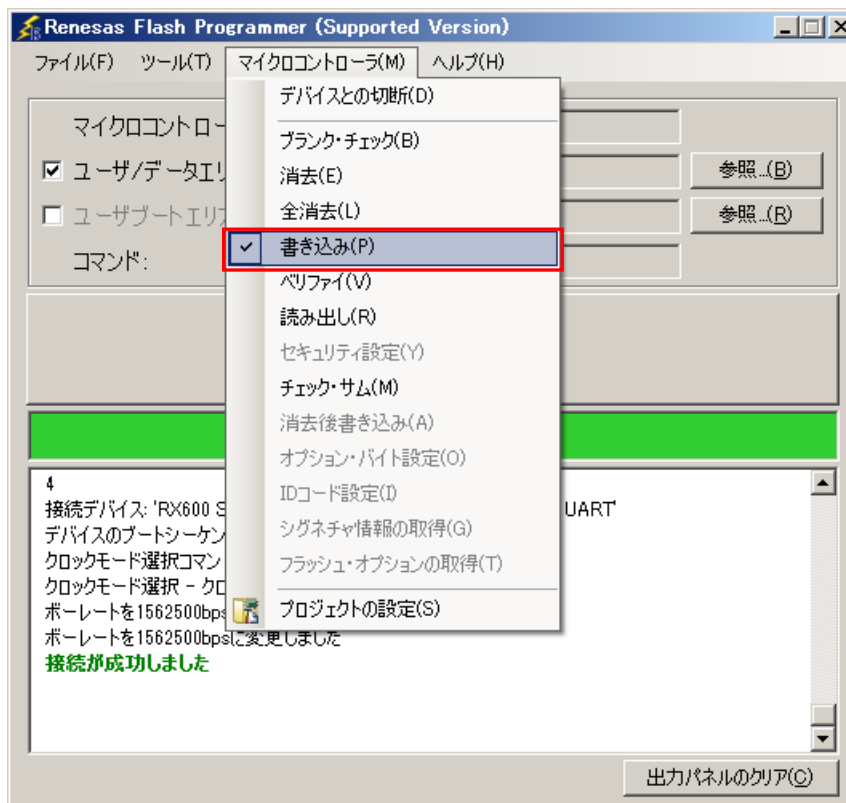 Renesas Flash Programmer (Supported Version)
ファイル(F) ツール(T) マイクロコントローラ(M) ヘルプ(H)
デバイスとの切断(D)
マイクロコントロー
ブランク・チェック(B)
ユーザ/データエリ
消去(E)
参照...(B)
全消去(L)
ユーザブートエリア
参照...(R)
書き込み(P)
コマンド:
ベリファイ(V)
読み出し(R)
セキュリティ設定(Y)
チェック・サム(M)
消去後書き込み(A)
オプション・バイト設定(O)
IDコード設定(I)
シグネチャ情報の取得(G)
フラッシュ・オプションの取得(T)
プロジェクトの設定(S)
4
接続デバイス: 'RX600 S UART'
デバイスのブートシーケン
クロックモード選択コマン
クロックモード選択 - クロ
ボーレートを1562500bps
ボーレートを1562500bpsに変更しました
接続が成功しました
出力パネルのクリア(C)